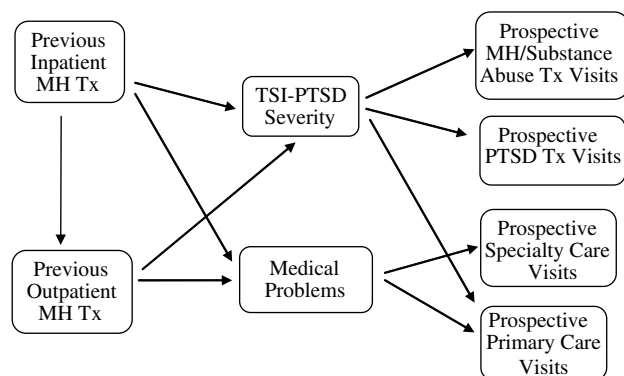 Previous
Inpatient
MH Tx
TSI-PTSD
Severity
Prospective
MH/Substance
Abuse Tx Visits
Prospective
PTSD Tx Visits
Previous
Outpatient
MH Tx
Medical
Problems
Prospective
Specialty Care
Visits
Prospective
Primary Care
Visits